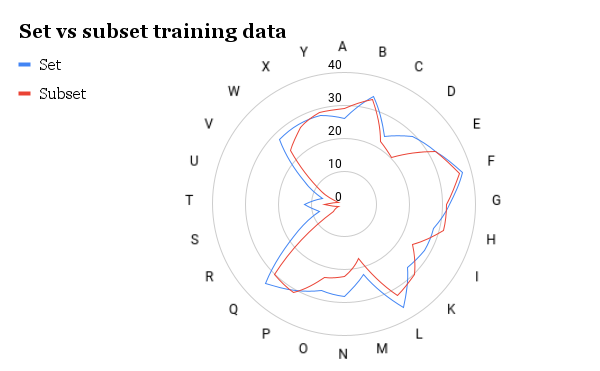 Set vs subset training data
Set
Subset
A
B
C
D
E
F
G
H
I
K
L
M
N
O
P
Q
R
S
T
U
V
W
X
Y
40
30
20
10
0